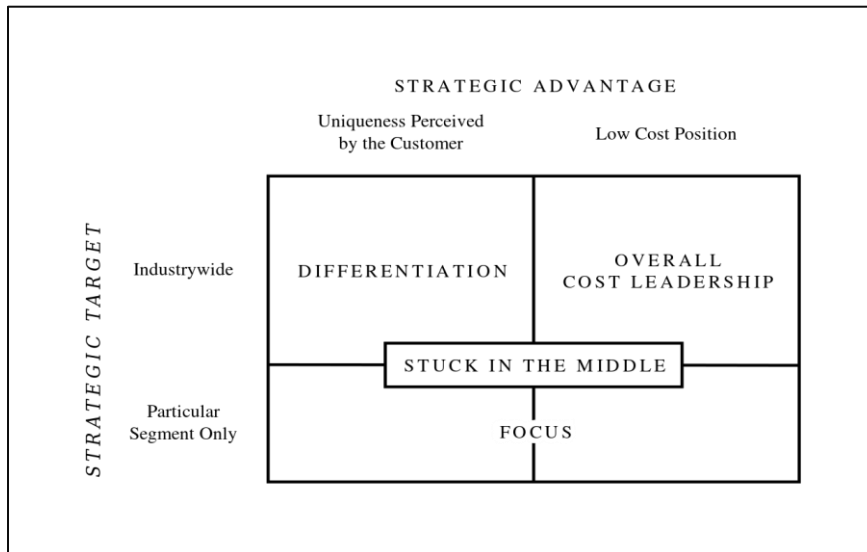 STRATEGIC ADVANTAGE
Uniqueness Perceived
by the Customer
Low Cost Position
STRATEGIC TARGET
Industrywide
DIFFERENTIATION
OVERALL
COST LEADERSHIP
STUCK IN THE MIDDLE
Particular
Segment Only
FOCUS